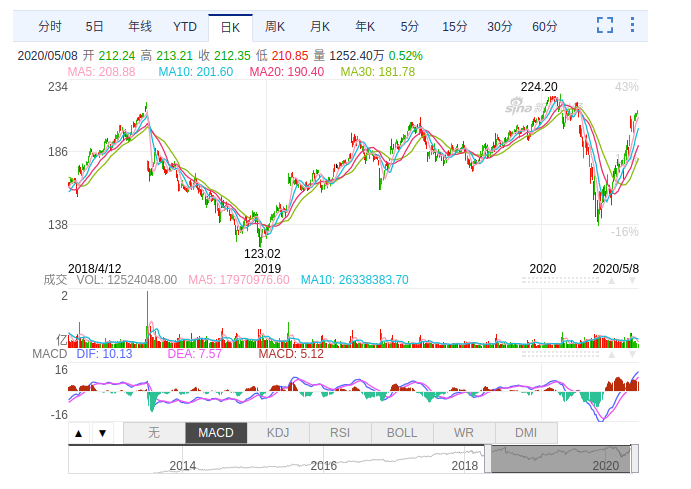 分时 5日 年线 YTD 日K 周K 月K 年K 5分 15分 30分 60分
2020/05/08 开 212.24 高 213.21 收 212.35 低 210.85 量 1252.40万 0.52%
MA5: 208.88 MA10: 201.60 MA20: 190.40 MA30: 181.78
234 224.20 43%
sina
186
138 -16%
123.02
2018/4/12 2019 2020 2020/5/8
成交 VOL: 12524048.00 MA5: 17970976.60 MA10: 26338383.70
2
亿
MACD DIF: 10.13 DEA: 7.57 MACD: 5.12
16
-16
▲ ▼ 无 MACD KDJ RSI BOLL WR DMI
2014 2016 2018 2020